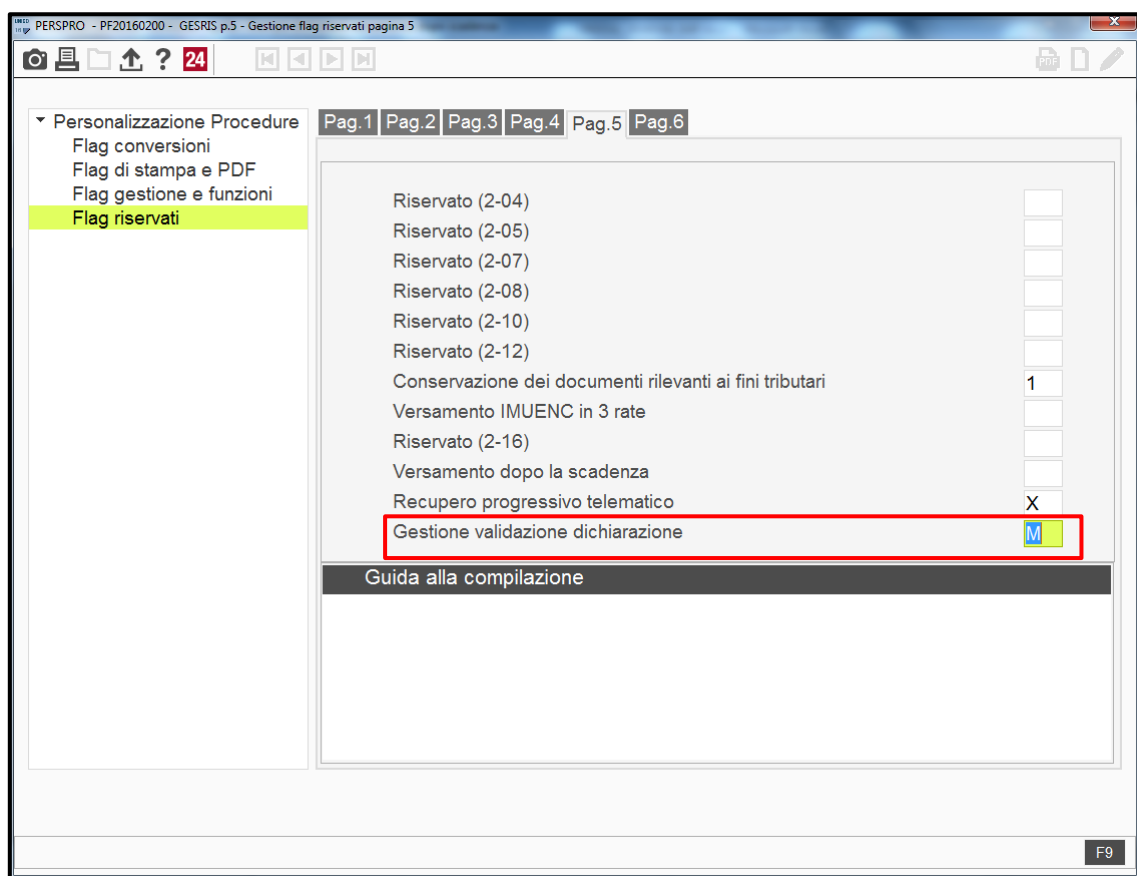 PERSPRO - PF20160200 - GESRIS p.5 - Gestione flag riservati pagina 5
? 24 PDF
Personalizzazione Procedure
Flag conversioni
Flag di stampa e PDF
Flag gestione e funzioni
Flag riservati
Pag.1 Pag.2 Pag.3 Pag.4 Pag.5 Pag.6
Riservato (2-04)
Riservato (2-05)
Riservato (2-07)
Riservato (2-08)
Riservato (2-10)
Riservato (2-12)
Conservazione dei documenti rilevanti ai fini tributari 1
Versamento IMUENC in 3 rate
Riservato (2-16)
Versamento dopo la scadenza
Recupero progressivo telematico X
Gestione validazione dichiarazione M
Guida alla compilazione
F9